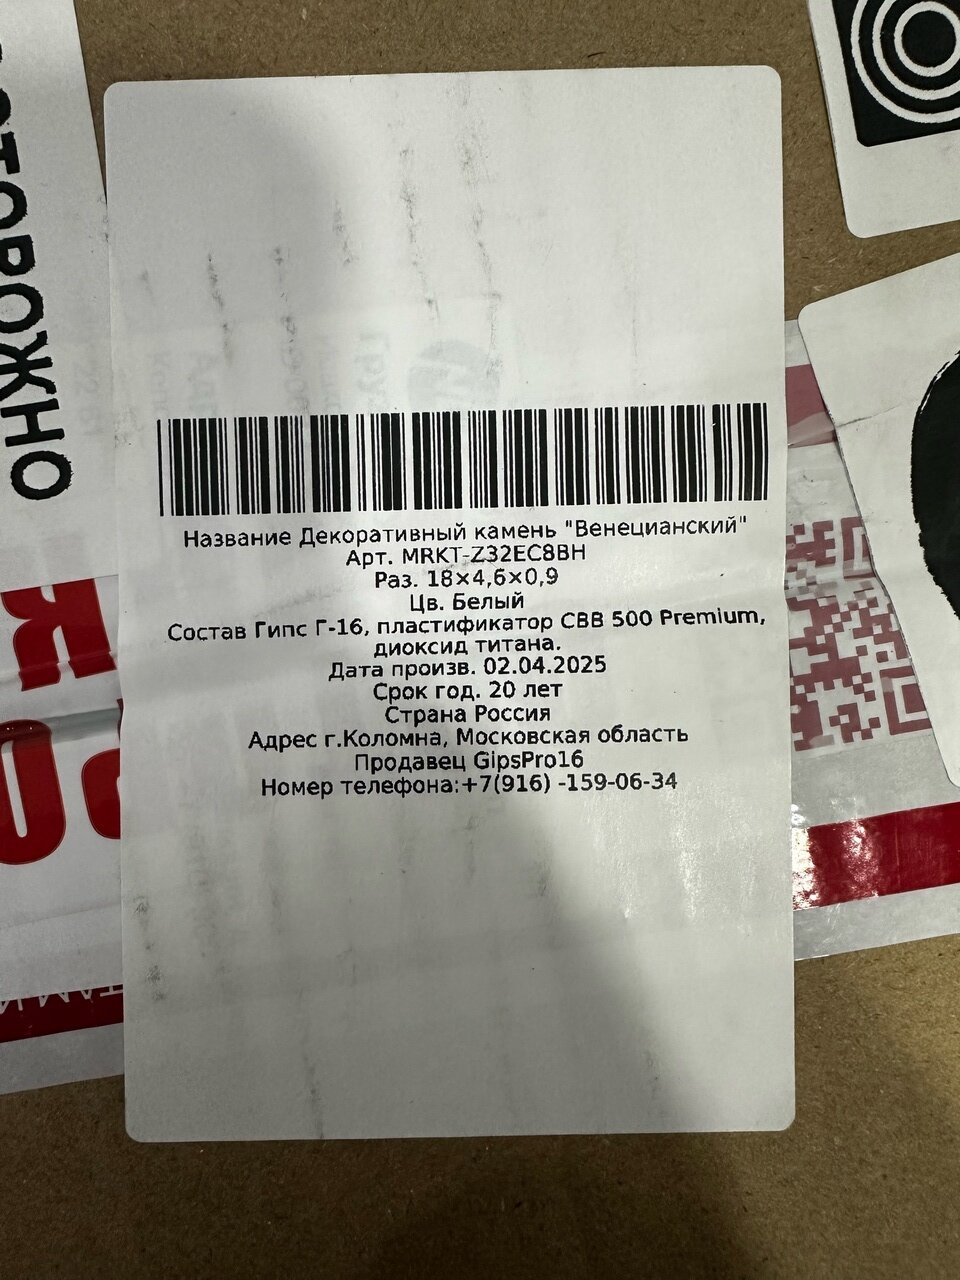 ОСТОРОЖНО
Название Декоративный камень "Венецианский"
Арт. MRKT-Z32EC8BH
Раз. 18×4,6×0,9
Цв. Белый
Состав Гипс Г-16, пластификатор СВВ 500 Premium,
диоксид титана.
Дата произв. 02.04.2025
Срок год. 20 лет
Страна Россия
Адрес г.Коломна, Московская область
Продавец GipsPro16
Номер телефона:+7(916) -159-06-34